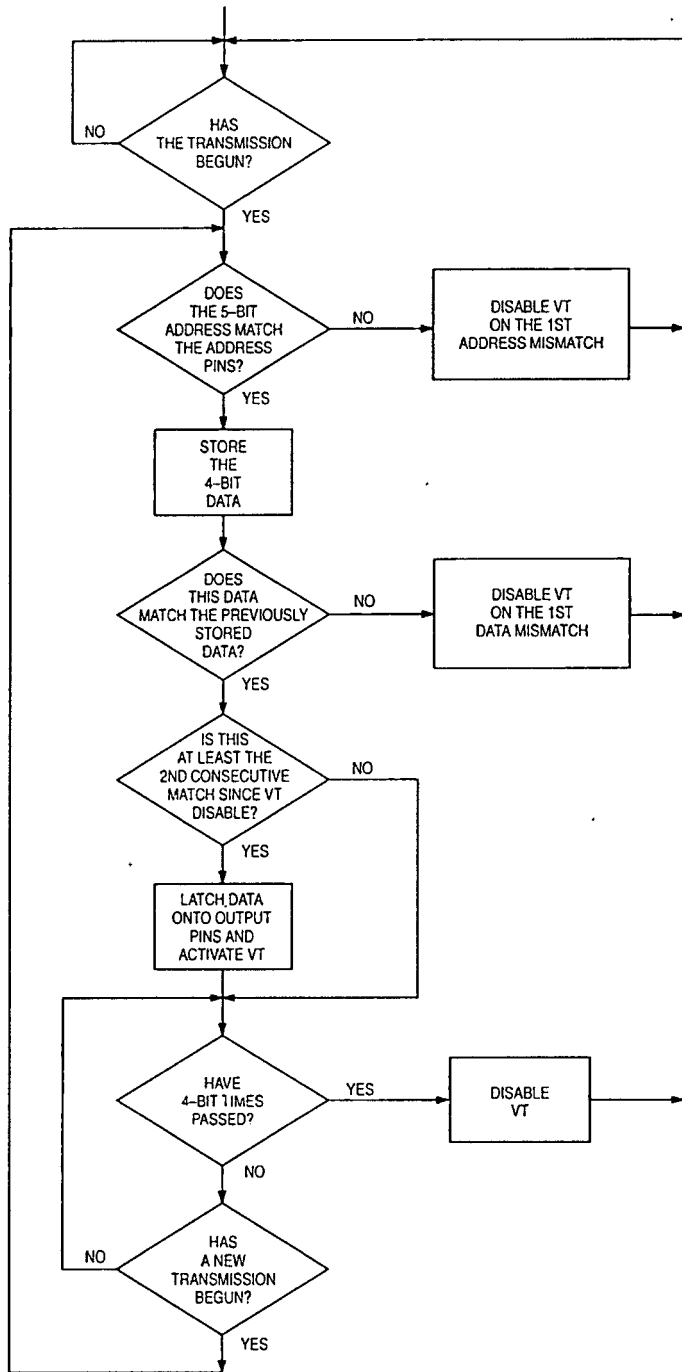 HAS
THE TRANSMISSION
BEGUN?
NO
YES
DOES
THE 5–BIT
ADDRESS MATCH
THE ADDRESS
PINS?
NO
DISABLE VT
ON THE 1ST
ADDRESS MISMATCH
YES
STORE
THE
4–BIT
DATA
DOES
THIS DATA
MATCH THE PREVIOUSLY
STORED
DATA?
NO
DISABLE VT
ON THE 1ST
DATA MISMATCH
YES
IS THIS
AT LEAST THE
2ND CONSECUTIVE
MATCH SINCE VT
DISABLE?
NO
YES
LATCH DATA
ONTO OUTPUT
PINS AND
ACTIVATE VT
HAVE
4–BIT TIMES
PASSED?
YES
DISABLE
VT
NO
HAS
A NEW
TRANSMISSION
BEGUN?
NO
YES